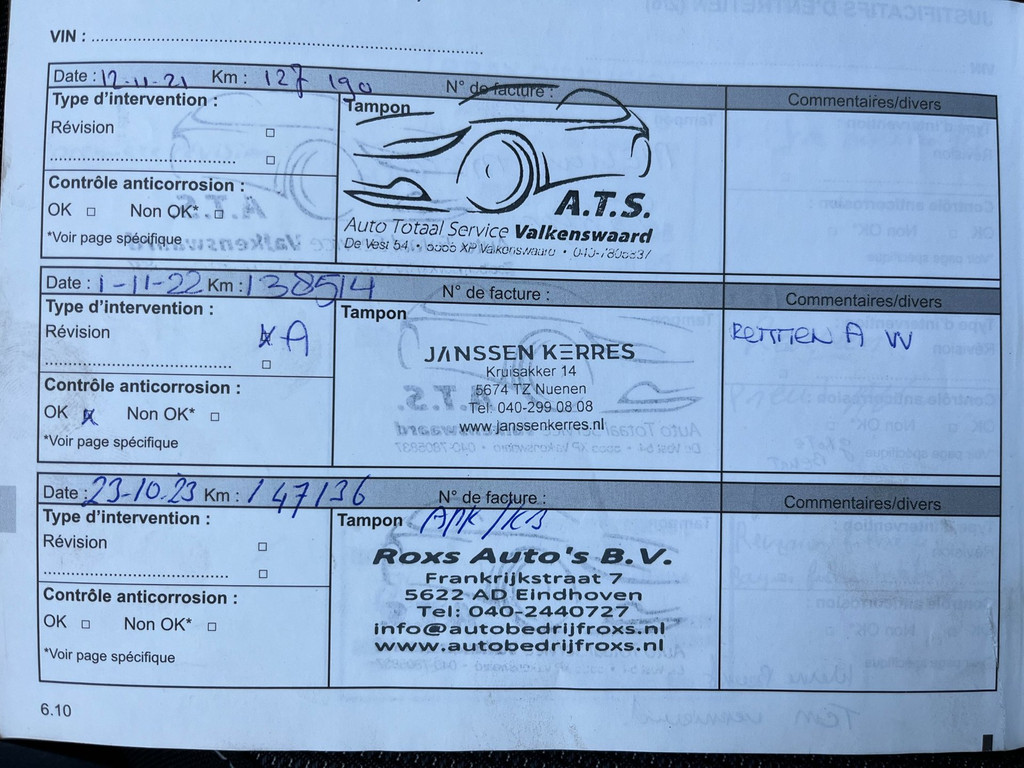 VIN : ..........................................................................
Date : 12-11-21 Km : 127 190 N° de facture :
Commentaires/divers
Type d'intervention :
Tampon
Révision □
.......................................... □
Contrôle anticorrosion :
OK □ Non OK* □
*Voir page spécifique
A.T.S.
Auto Totaal Service Valkenswaard
De Vest 54, • XP Valkenswaard •
Date : 1-11-22 Km : 138514 N° de facture :
Commentaires/divers
Type d'intervention :
Tampon
Révision x A
.......................................... □
Contrôle anticorrosion :
OK x Non OK* □
*Voir page spécifique
JANSSEN KERRES
Kruisakker 14
5674 TZ Nuenen
Tel: 040-299 08 08
www.janssenkerres.nl
A W
Date : 23-10-23 Km : 147136 N° de facture :
Commentaires/divers
Type d'intervention :
Tampon APK/KB
Révision □
.......................................... □
Contrôle anticorrosion :
OK □ Non OK* □
*Voir page spécifique
Roxs Auto's B.V.
Frankrijkstraat 7
5622 AD Eindhoven
Tel: 040-2440727
info@autobedrijfroxs.nl
www.autobedrijfroxs.nl
6.10